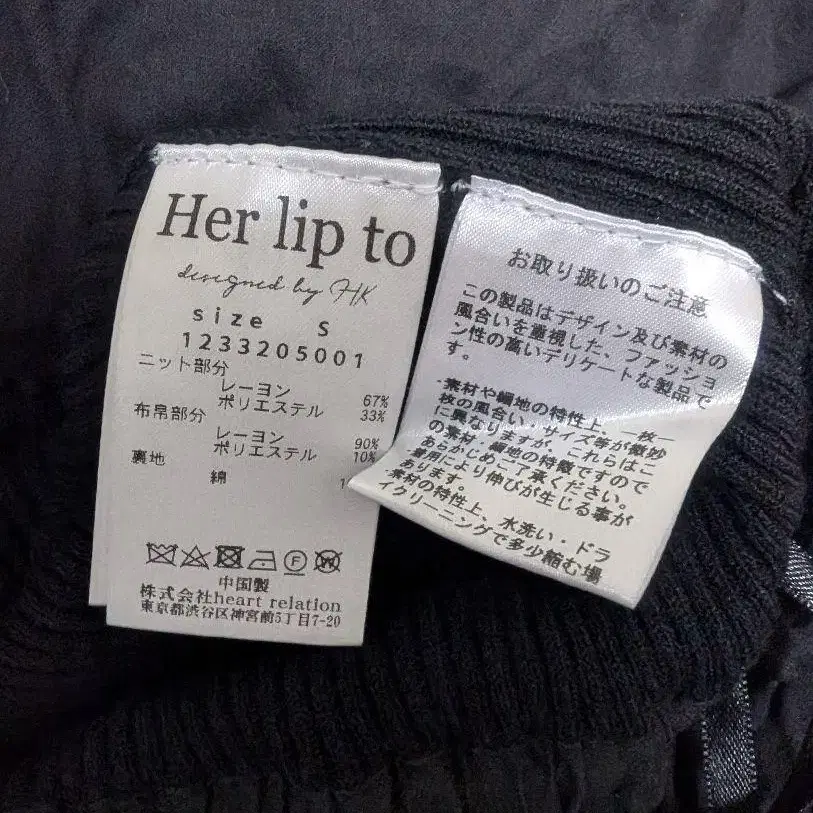 Her lip to
designed by HK
size S
1233205001
ニット部分
レーヨン 67%
ポリエステル 33%
布帛部分
レーヨン 90%
ポリエステル 10%
裏地
綿 1
中国製
株式会社heart relation
東京都渋谷区神宮前5丁目7-20
お取り扱いのご注意
この製品はデザイン及び素材の
風合いを重視した、ファッショ
ン性の高いデリケートな製品で
す。
・素材や編地の特性上、一枚一
枚の風合い・サイズ等が微妙
に異なりますが、これらはこ
の素材・編地の特徴ですので
あらかじめご了承ください。
・着用により伸びが生じる事が
あります。
・素材の特性上、水洗い・ドラ
イクリーニングで多少縮む場